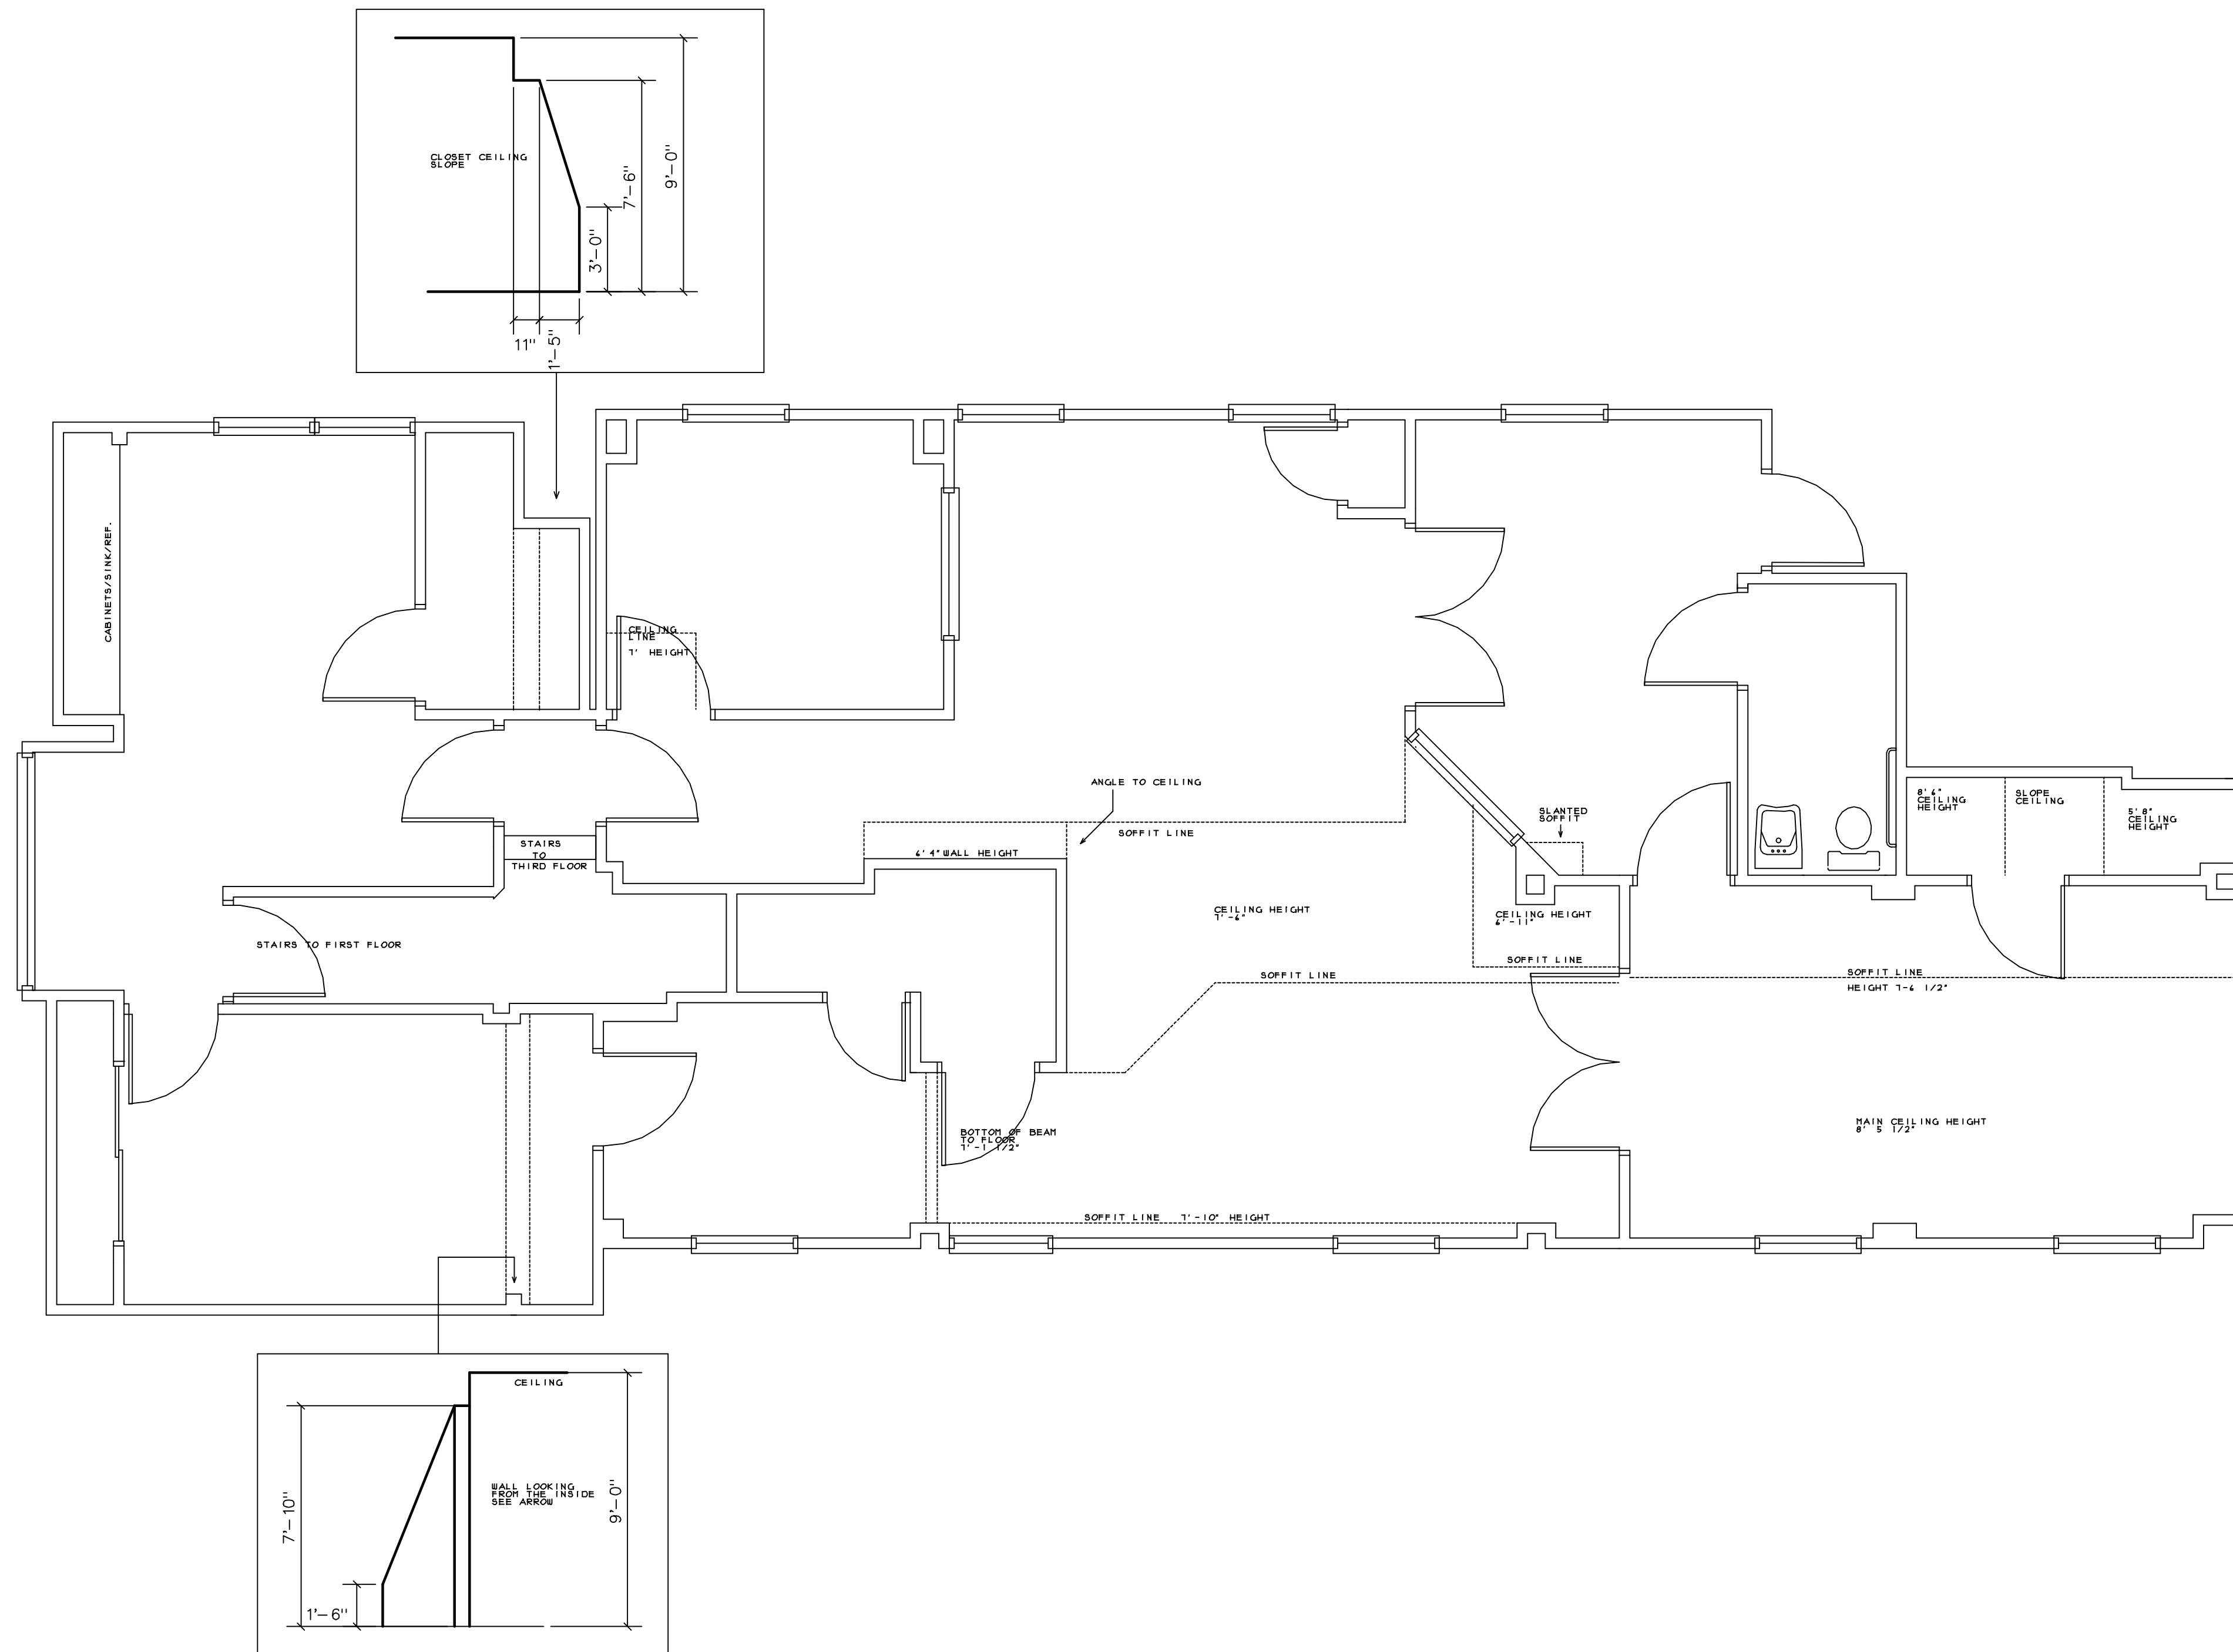 CLOSET CEILING
SLOPE
9'-0"
7'-6"
3'-0"
11"
1'-5"
CABINETS/SINK/REF.
CEILING
LINE
7' HEIGHT
ANGLE TO CEILING
SOFFIT LINE
6'4" WALL HEIGHT
STAIRS
TO
THIRD FLOOR
STAIRS TO FIRST FLOOR
SLANTED
SOFFIT
8'6"
CEILING
HEIGHT
SLOPE
CEILING
5'8"
CEILING
HEIGHT
CEILING HEIGHT
7'-6"
CEILING HEIGHT
6'-11"
SOFFIT LINE
SOFFIT LINE
SOFFIT LINE
HEIGHT 7-6 1/2"
BOTTOM OF BEAM
TO FLOOR
7'-1 1/2"
MAIN CEILING HEIGHT
8' 5 1/2"
SOFFIT LINE 7'-10" HEIGHT
CEILING
WALL LOOKING
FROM THE INSIDE
SEE ARROW
7'-10"
9'-0"
1'-6"